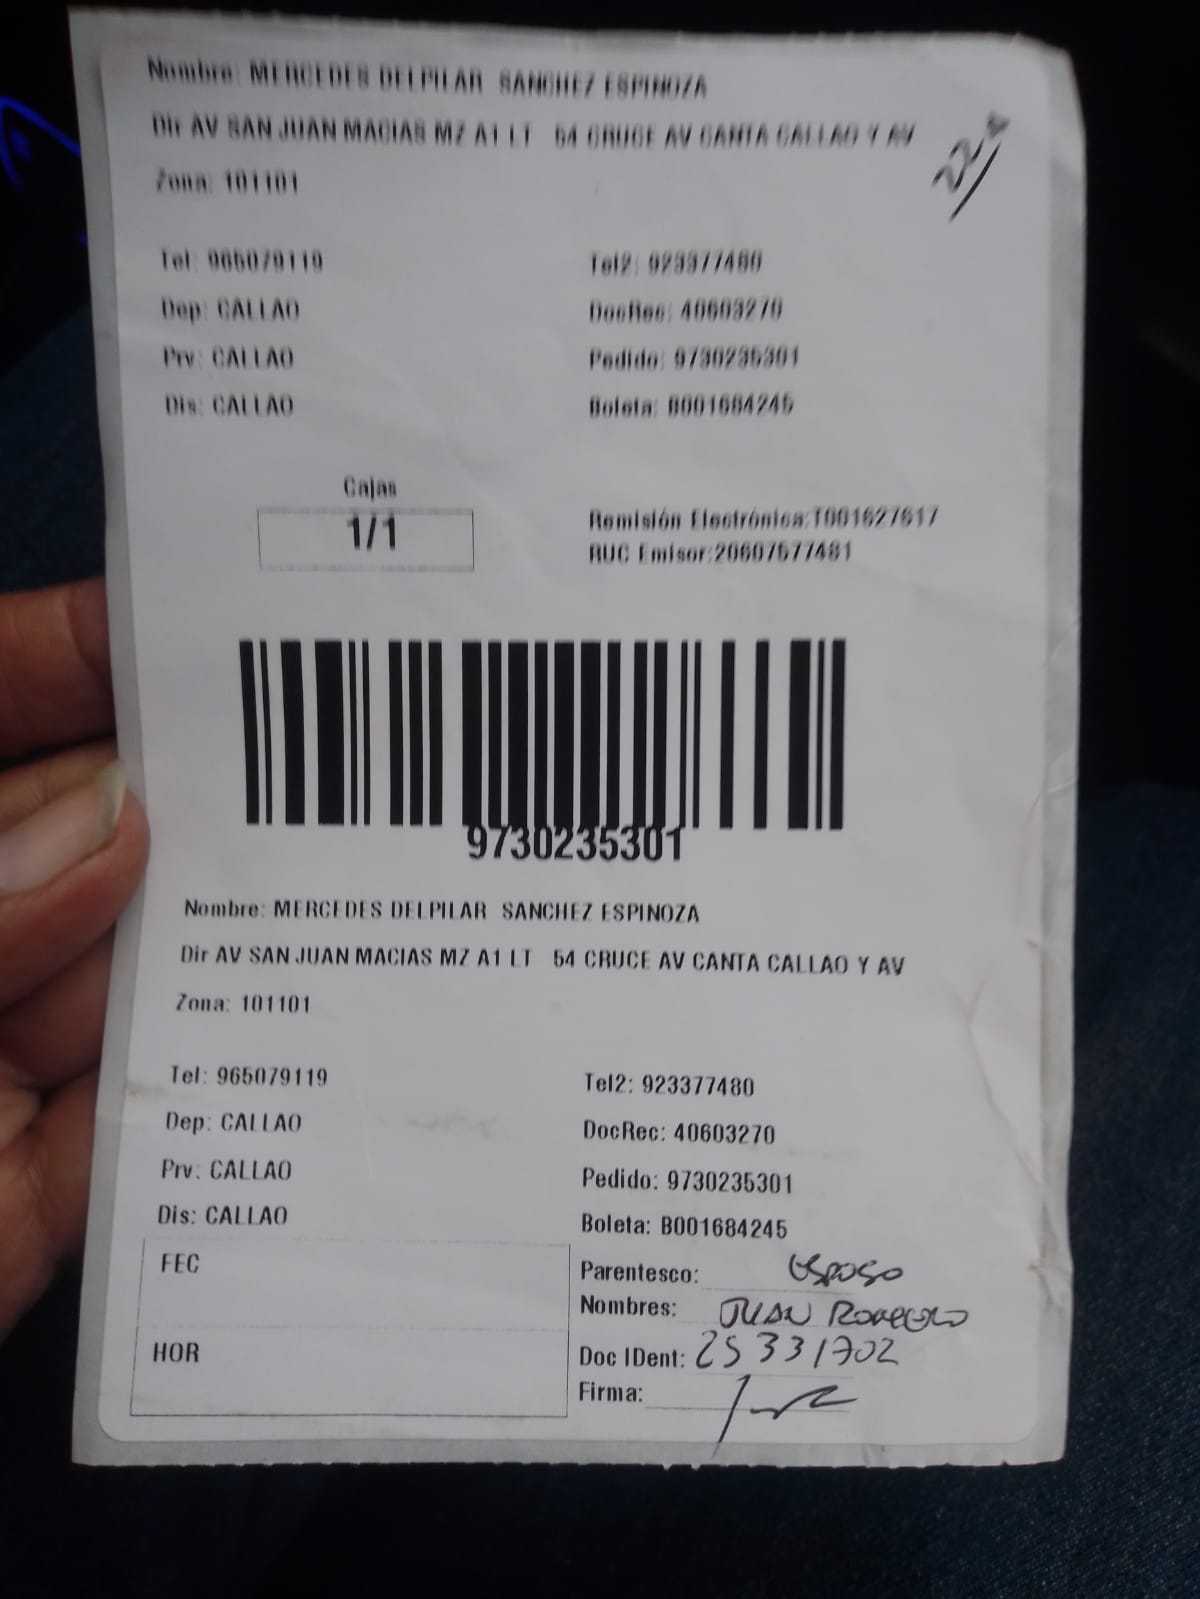 Nombre: MERCEDES DELPILAR SANCHEZ ESPINOZA
Dir AV SAN JUAN MACIAS MZ A1 LT 54 CRUCE AV CANTA CALLAO Y AV
Zona: 101101
Tel: 965079119 Tel2: 923377480
Dep: CALLAO DocRec: 40603270
Prv: CALLAO Pedido: 9730235301
Dis: CALLAO Boleta: B001684245
Cajas
1/1
Remisión Electrónica:T001627617
RUC Emisor:20607577481
9730235301
Nombre: MERCEDES DELPILAR SANCHEZ ESPINOZA
Dir AV SAN JUAN MACIAS MZ A1 LT 54 CRUCE AV CANTA CALLAO Y AV
Zona: 101101
Tel: 965079119 Tel2: 923377480
Dep: CALLAO DocRec: 40603270
Prv: CALLAO Pedido: 9730235301
Dis: CALLAO Boleta: B001684245
FEC
Parentesco: esposo
Nombres: JUAN ROMERO
HOR
Doc IDent: 25331702
Firma: